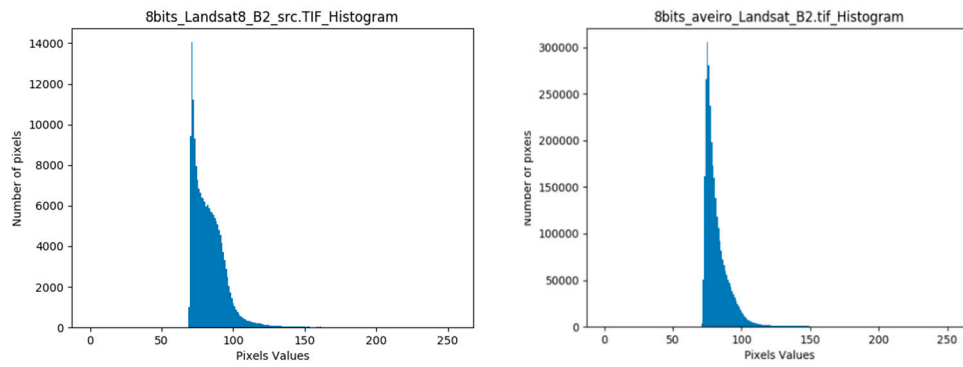 8bits_Landsat8_B2_src.TIF_Histogram
14000
12000
10000
8000
6000
4000
2000
0
Number of pixels
0 50 100 150 200 250
Pixels Values
8bits_aveiro_Landsat_B2.tif_Histogram
300000
250000
200000
150000
100000
50000
0
Number of pixels
0 50 100 150 200 250
Pixels Values